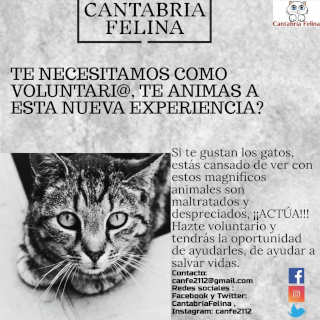 CANTABRIA
FELINA
Cantabria Felina
TE NECESITAMOS COMO
VOLUNTARI@, TE ANIMAS A
ESTA NUEVA EXPERIENCIA?
Si te gustan los gatos,
estás cansado de ver con
estos magníficos
animales son
maltratados y
despreciados, ¡¡ACTÚA!!!
Hazte voluntario y
tendrás la oportunidad
de ayudarles, de ayudar a
salvar vidas.
Contacto:
canfe2112@gmail.com
Redes sociales :
Facebook y Twitter:
CantabriaFelina ,
Instagram: canfe2112